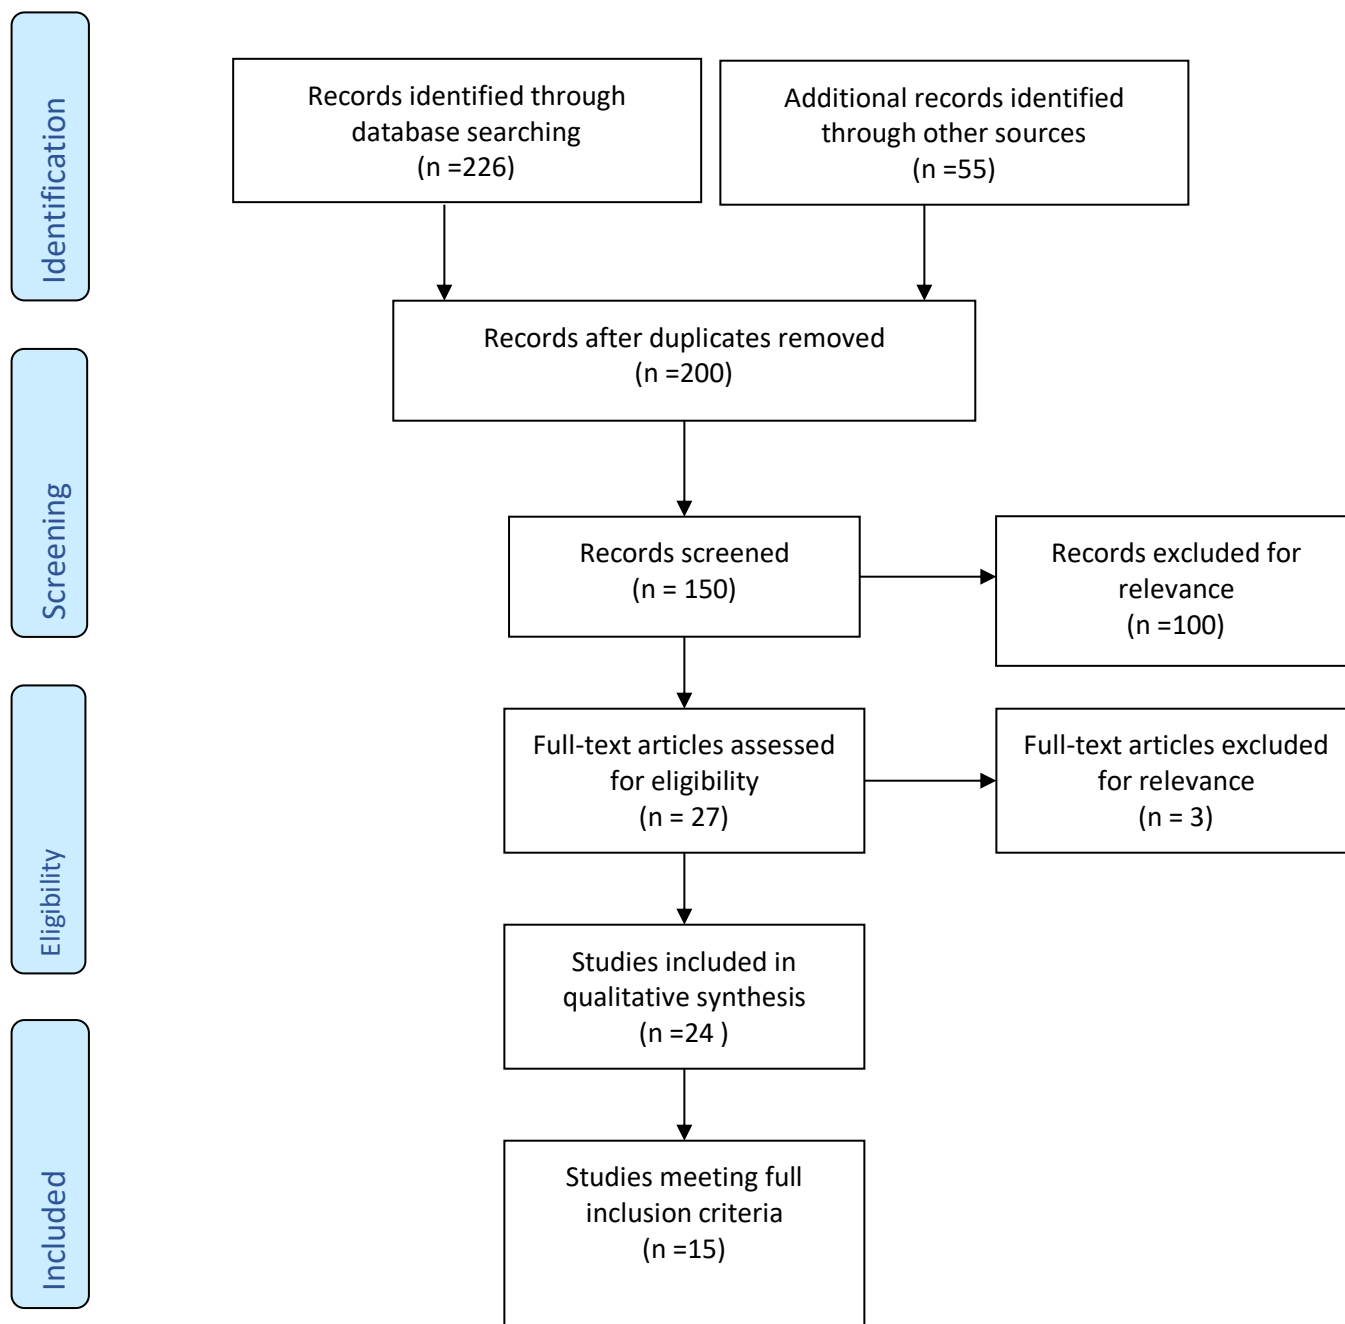 Identification
Records identified through
database searching
(n =226)
Additional records identified
through other sources
(n =55)
Records after duplicates removed
(n =200)
Screening
Records screened
(n = 150)
Records excluded for
relevance
(n =100)
Eligibility
Full-text articles assessed
for eligibility
(n = 27)
Full-text articles excluded
for relevance
(n = 3)
Studies included in
qualitative synthesis
(n =24 )
Included
Studies meeting full
inclusion criteria
(n =15)